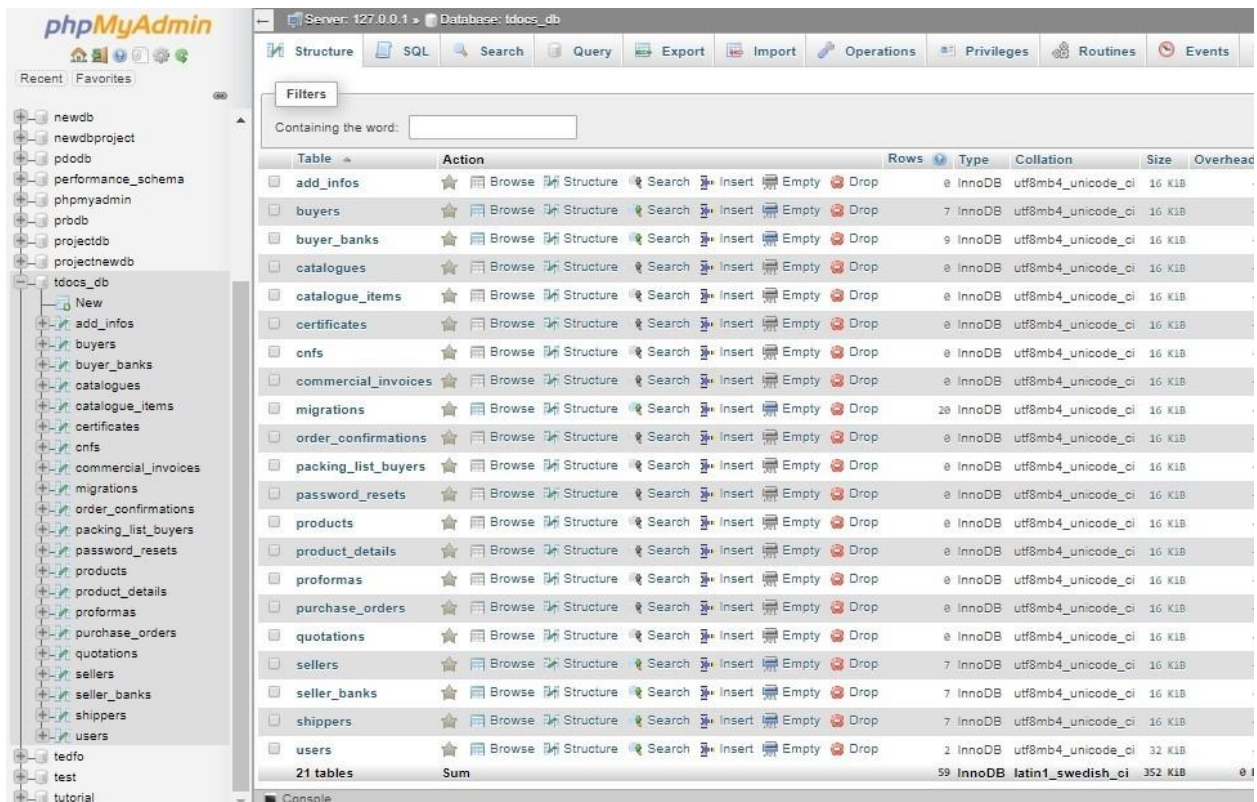 phpMyAdmin
Recent Favorites
newdb
newdbproject
pdodb
performance_schema
phpmyadmin
prbdb
projectdb
projectnewdb
tdocs_db
New
add_infos
buyers
buyer_banks
catalogues
catalogue_items
certificates
cnfs
commercial_invoices
migrations
order_confirmations
packing_list_buyers
password_resets
products
product_details
proformas
purchase_orders
quotations
sellers
seller_banks
shippers
users
tedfo
test
tutorial
Server: 127.0.0.1 » Database: tdocs_db
Structure SQL Search Query Export Import Operations Privileges Routines Events
Filters
Containing the word:
Table Action Rows Type Collation Size Overhead
add_infos Browse Structure Search Insert Empty Drop 0 InnoDB utf8mb4_unicode_ci 16 KiB
buyers Browse Structure Search Insert Empty Drop 7 InnoDB utf8mb4_unicode_ci 16 KiB
buyer_banks Browse Structure Search Insert Empty Drop 9 InnoDB utf8mb4_unicode_ci 16 KiB
catalogues Browse Structure Search Insert Empty Drop 0 InnoDB utf8mb4_unicode_ci 16 KiB
catalogue_items Browse Structure Search Insert Empty Drop 0 InnoDB utf8mb4_unicode_ci 16 KiB
certificates Browse Structure Search Insert Empty Drop 0 InnoDB utf8mb4_unicode_ci 16 KiB
cnfs Browse Structure Search Insert Empty Drop 0 InnoDB utf8mb4_unicode_ci 16 KiB
commercial_invoices Browse Structure Search Insert Empty Drop 0 InnoDB utf8mb4_unicode_ci 16 KiB
migrations Browse Structure Search Insert Empty Drop 20 InnoDB utf8mb4_unicode_ci 16 KiB
order_confirmations Browse Structure Search Insert Empty Drop 0 InnoDB utf8mb4_unicode_ci 16 KiB
packing_list_buyers Browse Structure Search Insert Empty Drop 0 InnoDB utf8mb4_unicode_ci 16 KiB
password_resets Browse Structure Search Insert Empty Drop 0 InnoDB utf8mb4_unicode_ci 16 KiB
products Browse Structure Search Insert Empty Drop 0 InnoDB utf8mb4_unicode_ci 16 KiB
product_details Browse Structure Search Insert Empty Drop 0 InnoDB utf8mb4_unicode_ci 16 KiB
proformas Browse Structure Search Insert Empty Drop 0 InnoDB utf8mb4_unicode_ci 16 KiB
purchase_orders Browse Structure Search Insert Empty Drop 0 InnoDB utf8mb4_unicode_ci 16 KiB
quotations Browse Structure Search Insert Empty Drop 0 InnoDB utf8mb4_unicode_ci 16 KiB
sellers Browse Structure Search Insert Empty Drop 7 InnoDB utf8mb4_unicode_ci 16 KiB
seller_banks Browse Structure Search Insert Empty Drop 7 InnoDB utf8mb4_unicode_ci 16 KiB
shippers Browse Structure Search Insert Empty Drop 7 InnoDB utf8mb4_unicode_ci 16 KiB
users Browse Structure Search Insert Empty Drop 2 InnoDB utf8mb4_unicode_ci 32 KiB
21 tables Sum 59 InnoDB latin1_swedish_ci 352 KiB 0
Console